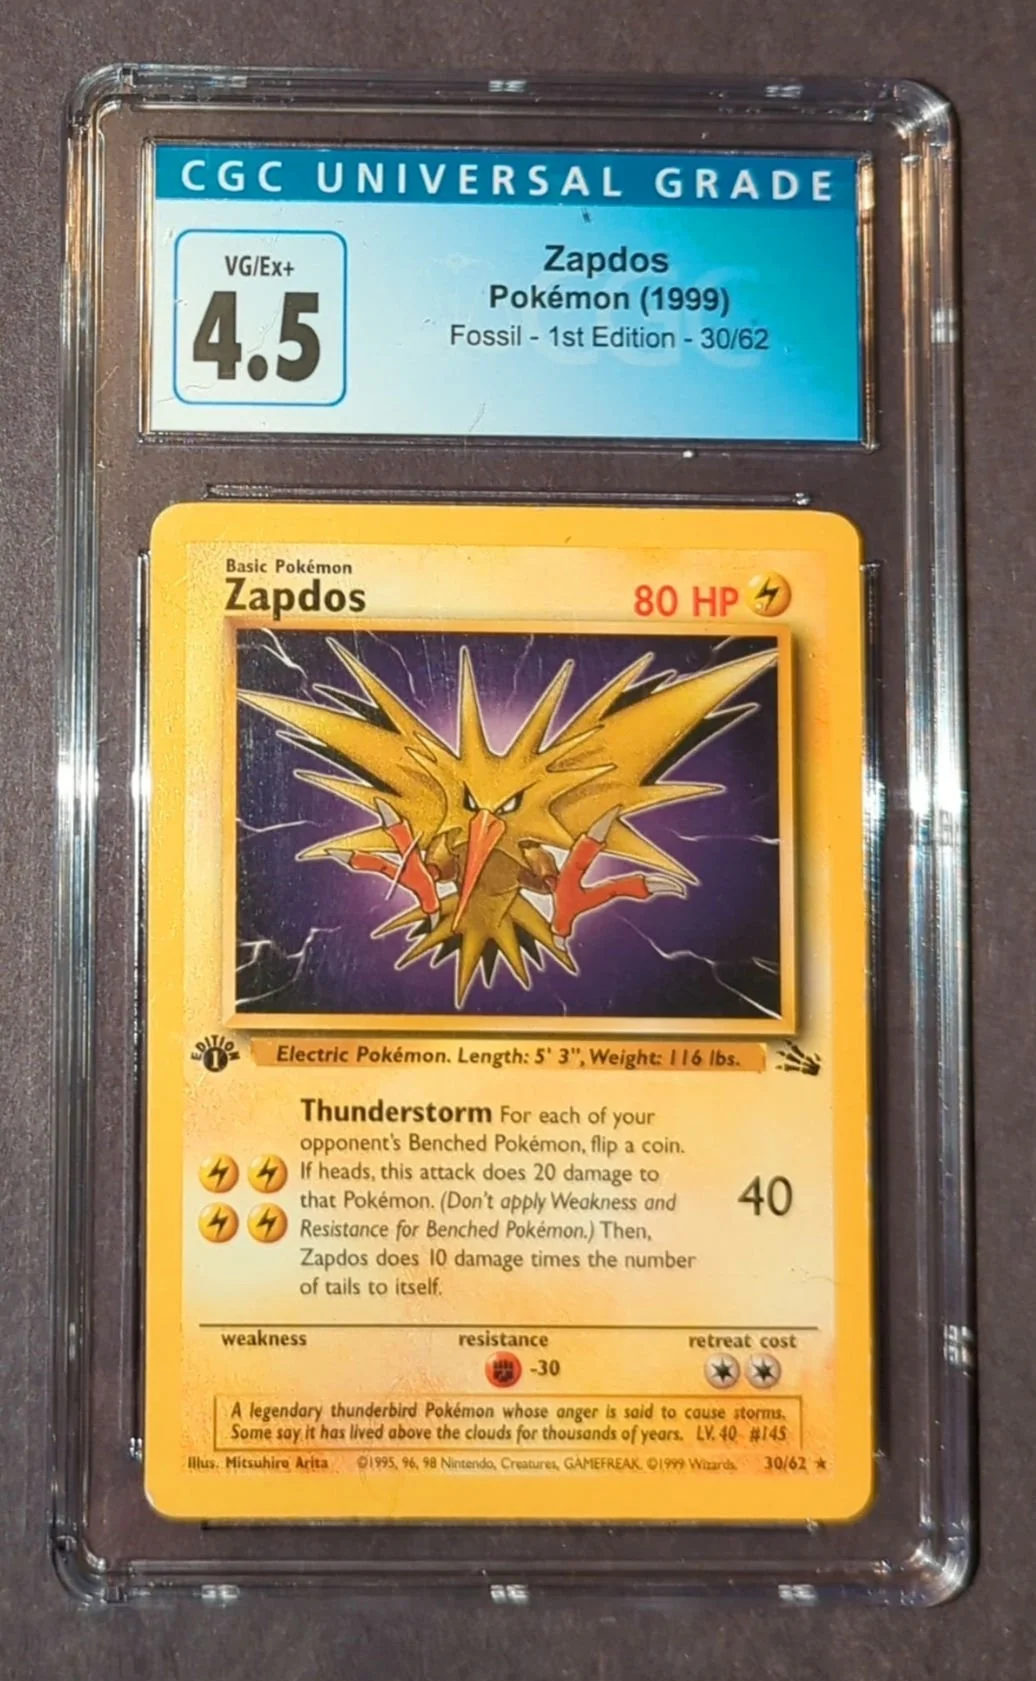 CGC UNIVERSAL GRADE
VG/Ex+
4.5
Zapdos
Pokémon (1999)
Fossil - 1st Edition - 30/62
Basic Pokémon
Zapdos
80 HP
EDITION
1
Electric Pokémon. Length: 5' 3", Weight: 116 lbs.
Thunderstorm For each of your
opponent's Benched Pokémon, flip a coin.
If heads, this attack does 20 damage to
that Pokémon. (Don't apply Weakness and
Resistance for Benched Pokémon.) Then,
Zapdos does 10 damage times the number
of tails to itself.
40
weakness
resistance
retreat cost
-30
A legendary thunderbird Pokémon whose anger is said to cause storms.
Some say it has lived above the clouds for thousands of years. LV. 40 #145
Illus. Mitsuhiro Arita ©1995, 96, 98 Nintendo, Creatures, GAMEFREAK. ©1999 Wizards. 30/62 ★